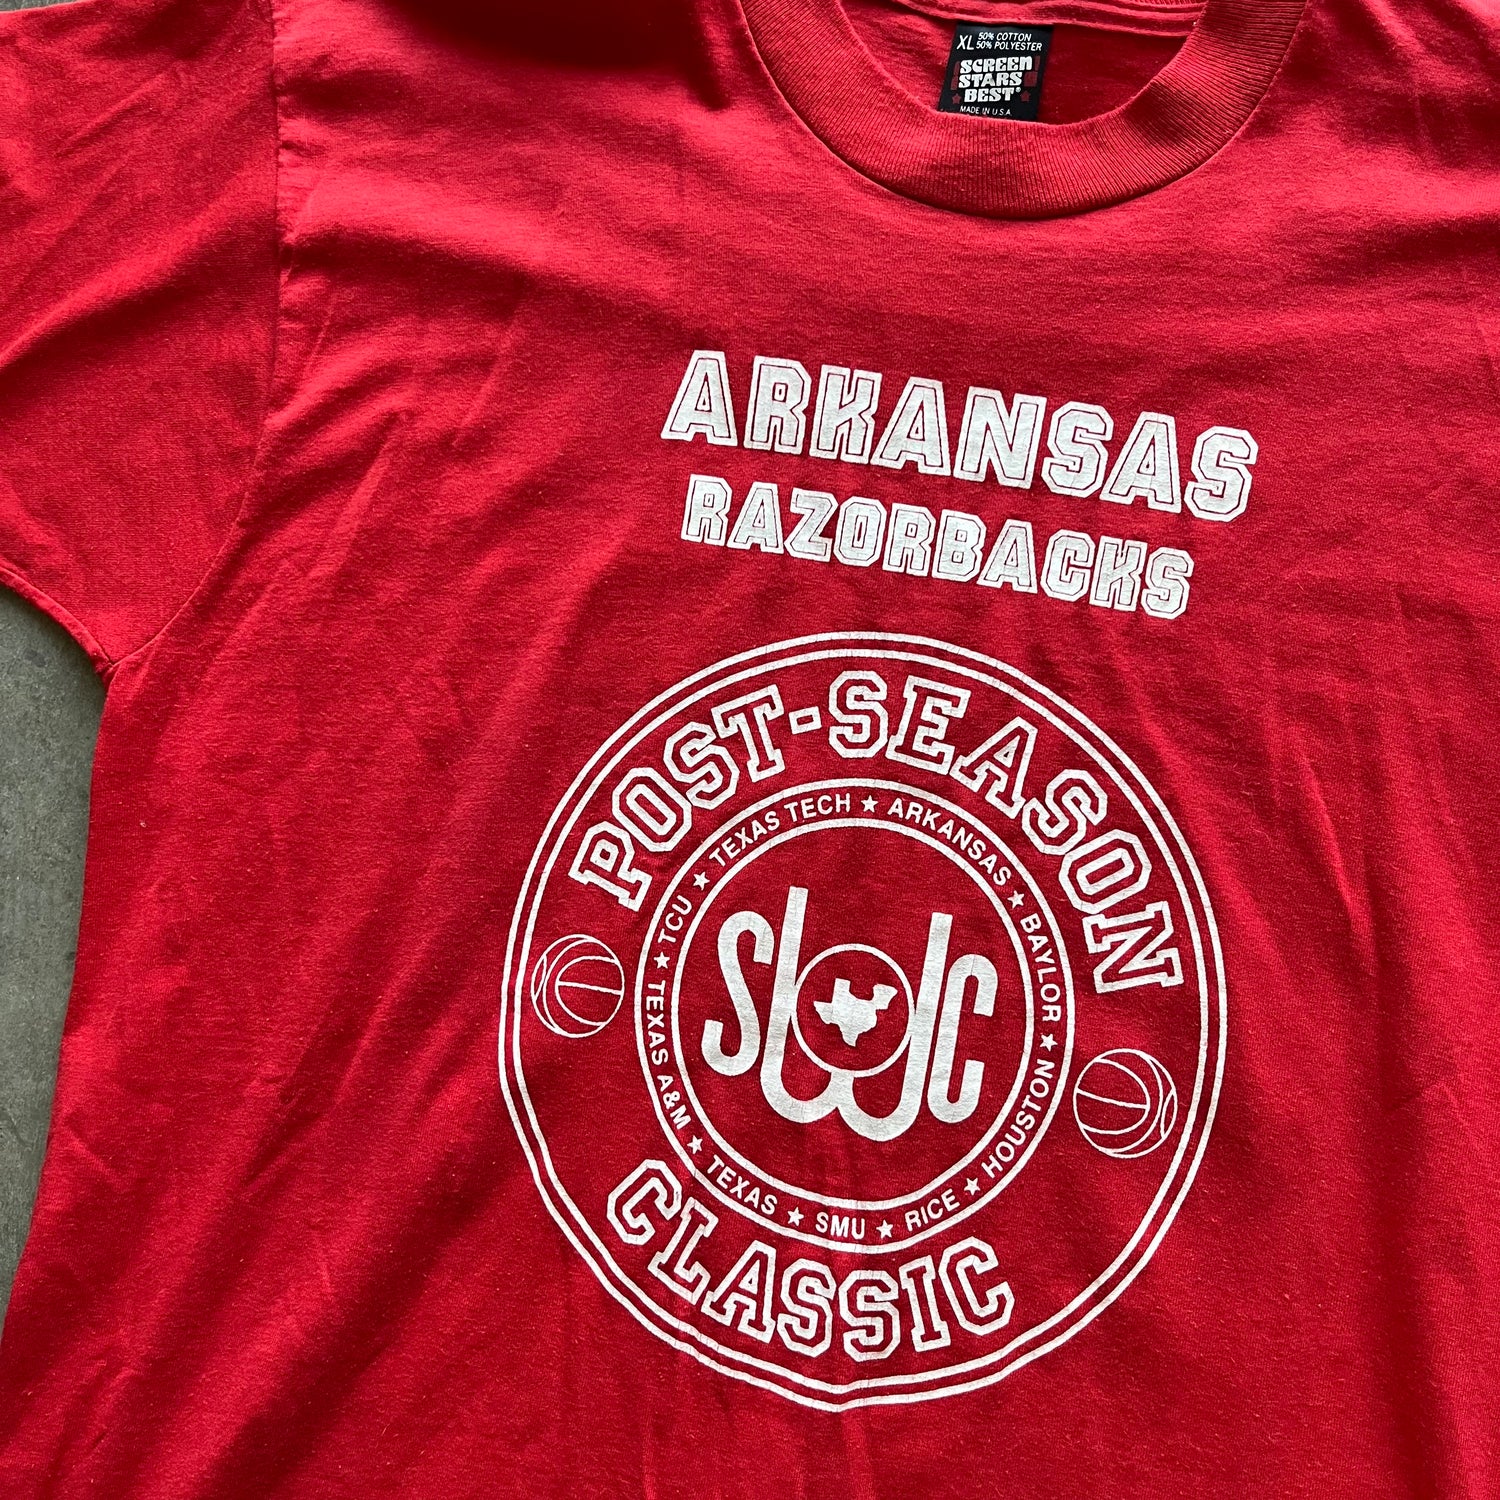 XL 50% COTTON
50% POLYESTER
SCREEN
STARS
BEST®
MADE IN U.S.A
ARKANSAS
RAZORBACKS
POST-SEASON
TEXAS TECH ★ ARKANSAS ★ BAYLOR ★ HOUSTON ★ RICE ★ SMU ★ TEXAS ★ TEXAS A&M ★ TCU ★
SWC
CLASSIC